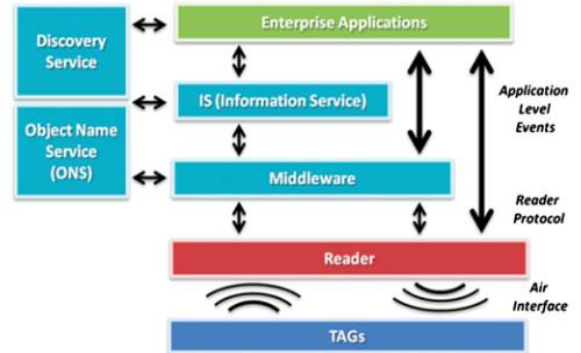 Discovery
Service
Enterprise Applications
IS (Information Service)
Object Name
Service
(ONS)
Middleware
Reader
TAGs
Application
Level
Events
Reader
Protocol
Air
Interface